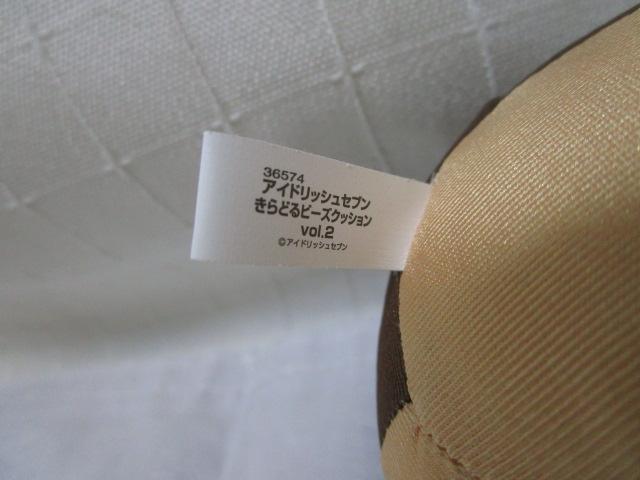 36574
アイドリッシュセブン
きらどるビーズクッション
vol.2
©アイドリッシュセブン